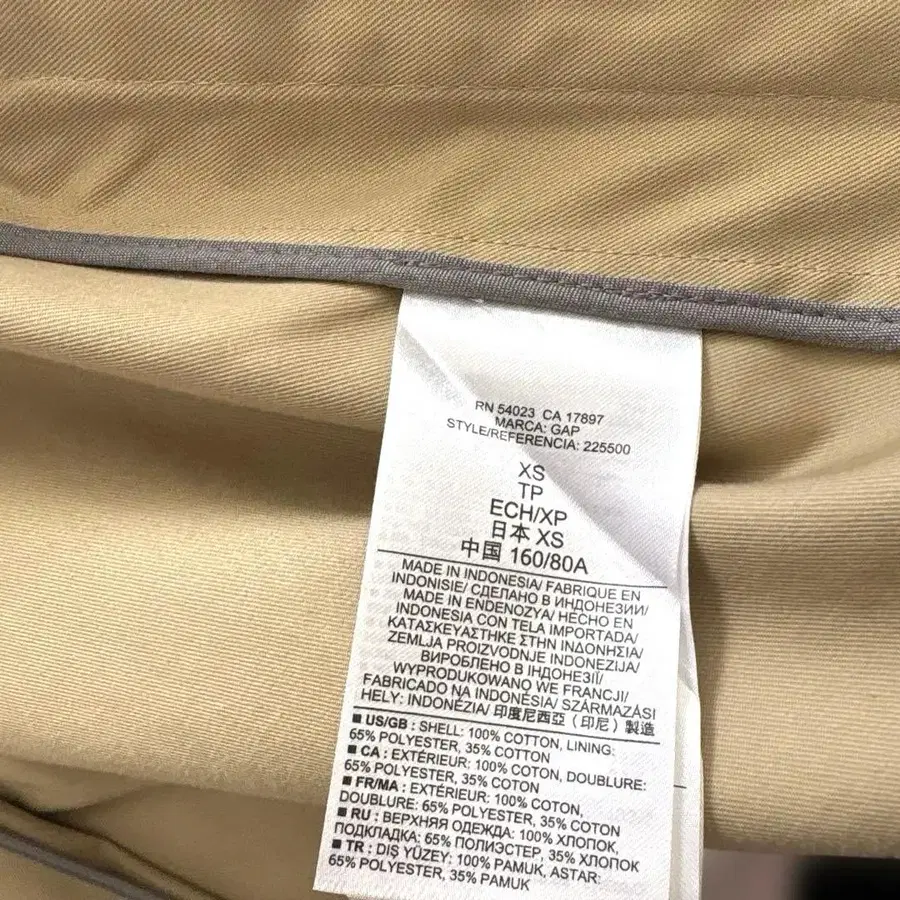 RN 54023 CA 17897
MARCA: GAP
STYLE/REFERENCIA: 225500
XS
TP
ECH/XP
日本 XS
中国 160/80A
MADE IN INDONESIA/ FABRIQUE EN
INDONISIE/ СДЕЛАНО В ИНДОНЕЗИИ/
MADE IN ENDENOZYA/ HECHO EN
INDONESIA CON TELA IMPORTADA/
ΚΑΤΑΣΚΕΥΑΣΤΗΚΕ ΣΤΗΝ ΙΝΔΟΝΗΣΙΑ/
ZEMLJA PROIZVODNJE INDONEZIJA/
ВИРОБЛЕНО В ІНДОНЕЗІЇ/
WYPRODUKOWANO WE FRANCJI/
FABRICADO NA INDONÉSIA/ SZÁRMAZÁSI
HELY: INDONÉZIA/ 印度尼西亞（印尼）製造
■ US/GB : SHELL: 100% COTTON, LINING:
65% POLYESTER, 35% COTTON
■ CA : EXTÉRIEUR: 100% COTON, DOUBLURE:
65% POLYESTER, 35% COTON
■ FR/MA : EXTÉRIEUR: 100% COTON,
DOUBLURE: 65% POLYESTER, 35% COTON
■ RU : ВЕРХНЯЯ ОДЕЖДА: 100% ХЛОПОК,
ПОДКЛАДКА: 65% ПОЛИЭСТЕР, 35% ХЛОПОК
■ TR : DIŞ YÜZEY: 100% PAMUK, ASTAR:
65% POLYESTER, 35% PAMUK